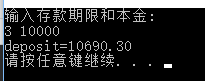 输入存款期限和本金:
3 10000
deposit=10690.30
请按任意键继续. . .